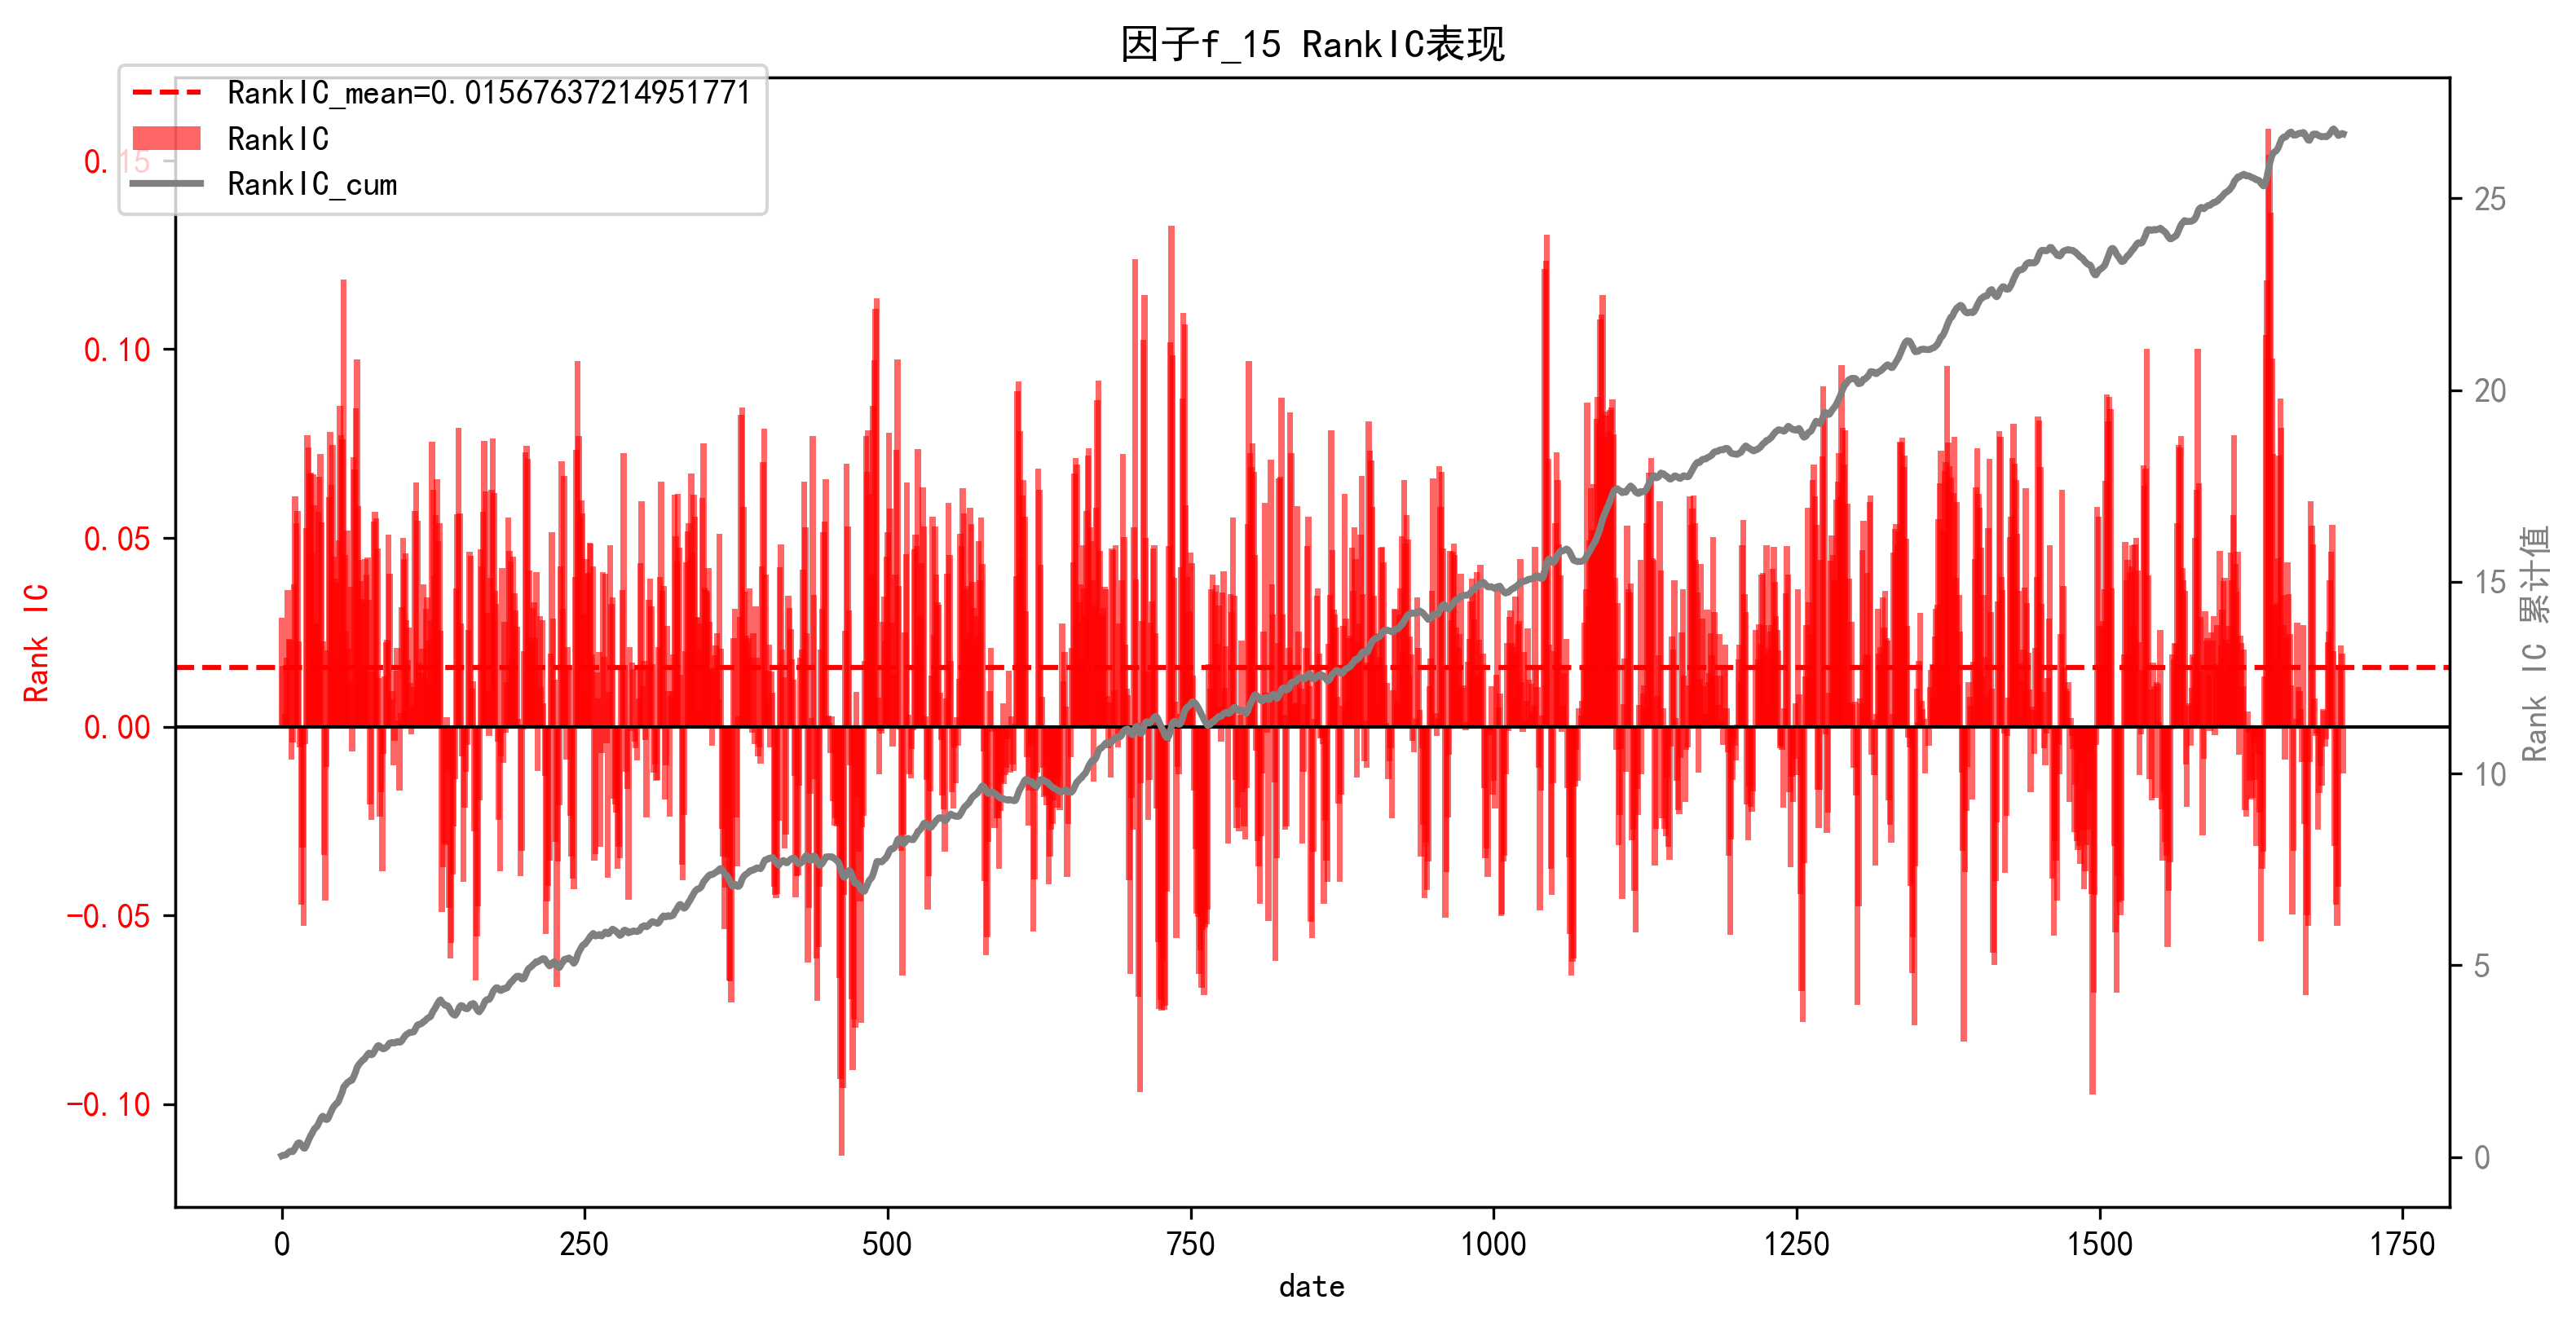 因子f_15 RankIC表现
RankIC_mean=0.01567637214951771
RankIC
RankIC_cum
0.15
0.10
0.05
0.00
−0.05
−0.10
Rank IC
25
20
15
10
5
0
Rank IC 累计值
0 250 500 750 1000 1250 1500 1750
date